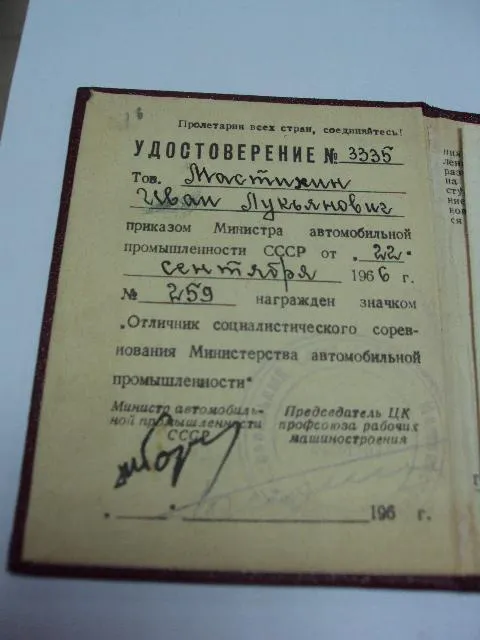 6
Пролетарии всех стран, соединяйтесь!
УДОСТОВЕРЕНИЕ № 3335
Тов. Мастихин
Иван Лукьянович
приказом Министра автомобильной
промышленности СССР от „22"
сентября 1966 г.
№ 259 награжден значком
„Отличник социалистического сорев-
нования Министерства автомобильной
промышленности"
Министр автомобиль-
ной промышленности
СССР
Председатель ЦК
профсоюза рабочих
машиностроения
196 г.